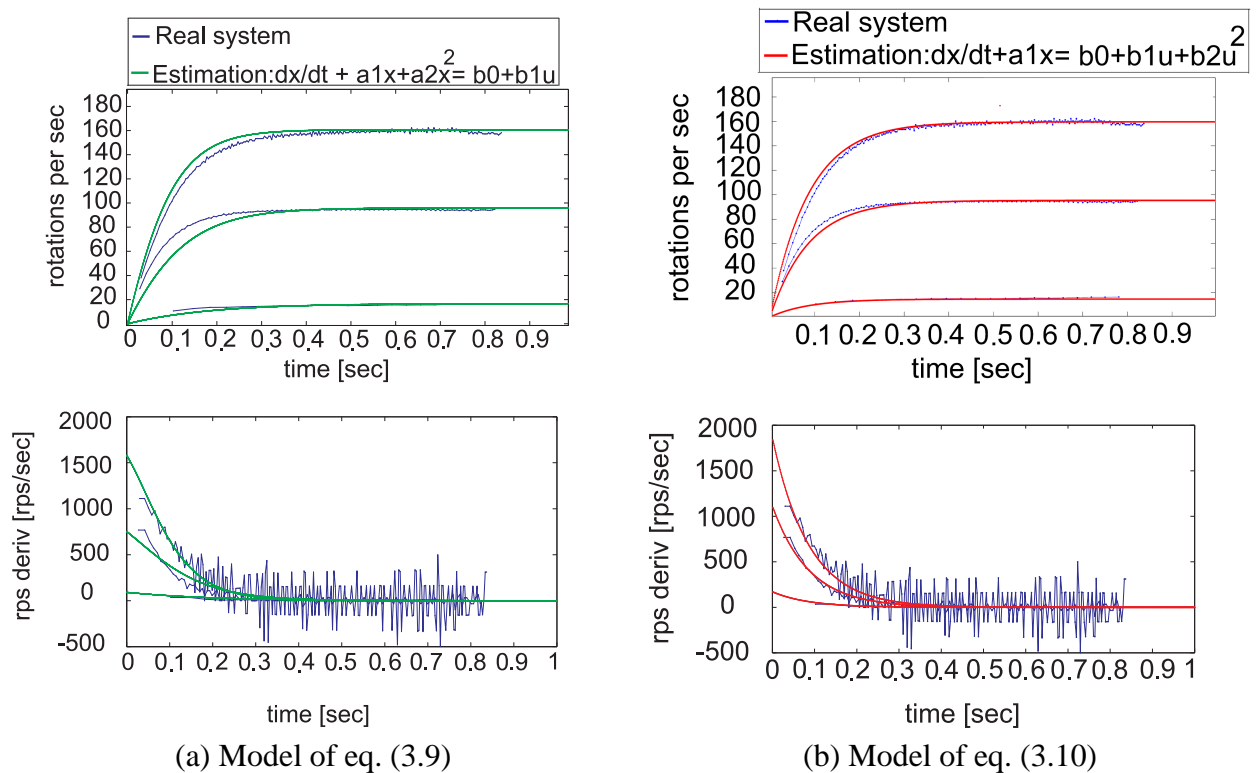 Real system
Estimation:dx/dt + a1x+a2x²= b0+b1u
180
160
140
120
100
80
60
40
20
0
rotations per sec
0 0.1 0.2 0.3 0.4 0.5 0.6 0.7 0.8 0.9
time [sec]
Real system
Estimation:dx/dt+a1x= b0+b1u+b2u²
180
160
140
120
100
80
60
40
20
rotations per sec
0.1 0.2 0.3 0.4 0.5 0.6 0.7 0.8 0.9
time [sec]
2000
1500
1000
500
0
-500
rps deriv [rps/sec]
0 0.1 0.2 0.3 0.4 0.5 0.6 0.7 0.8 0.9 1
time [sec]
(a) Model of eq. (3.9)
2000
1500
1000
500
0
-500
rps deriv [rps/sec]
0 0.1 0.2 0.3 0.4 0.5 0.6 0.7 0.8 0.9 1
time [sec]
(b) Model of eq. (3.10)